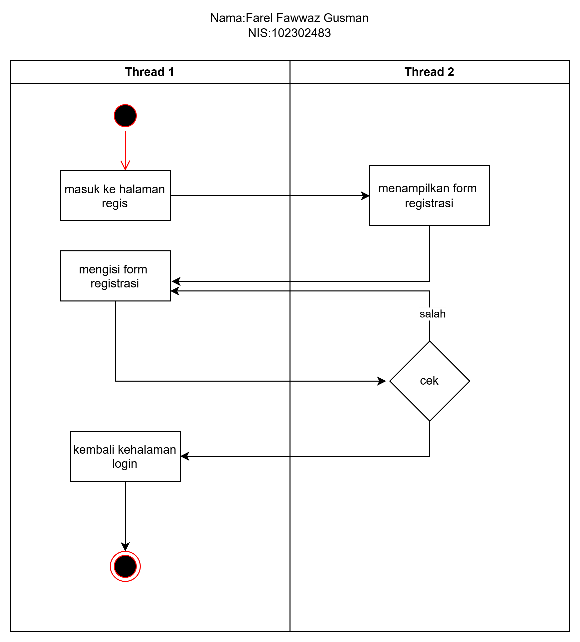 Nama:Farel Fawwaz Gusman
NIS:102302483
Thread 1
Thread 2
masuk ke halaman
regis
menampilkan form
registrasi
mengisi form
registrasi
salah
cek
kembali kehalaman
login